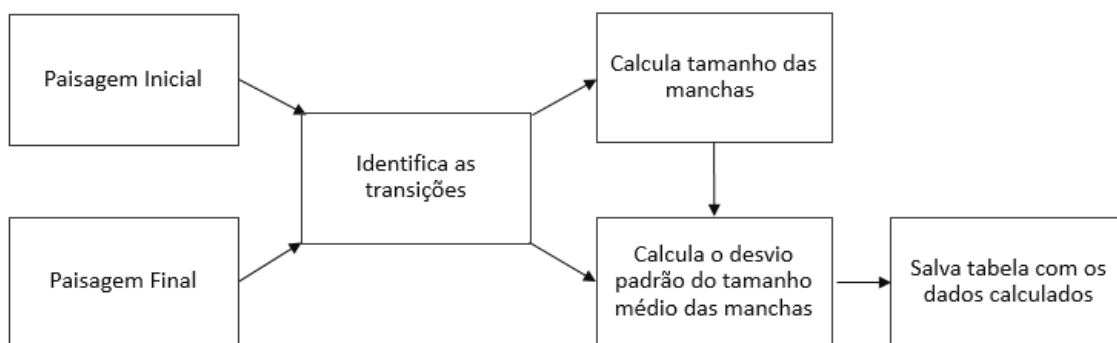 Paisagem Inicial
Calcula tamanho das
manchas
Identifica as
transições
Paisagem Final
Calcula o desvio
padrão do tamanho
médio das manchas
Salva tabela com os
dados calculados